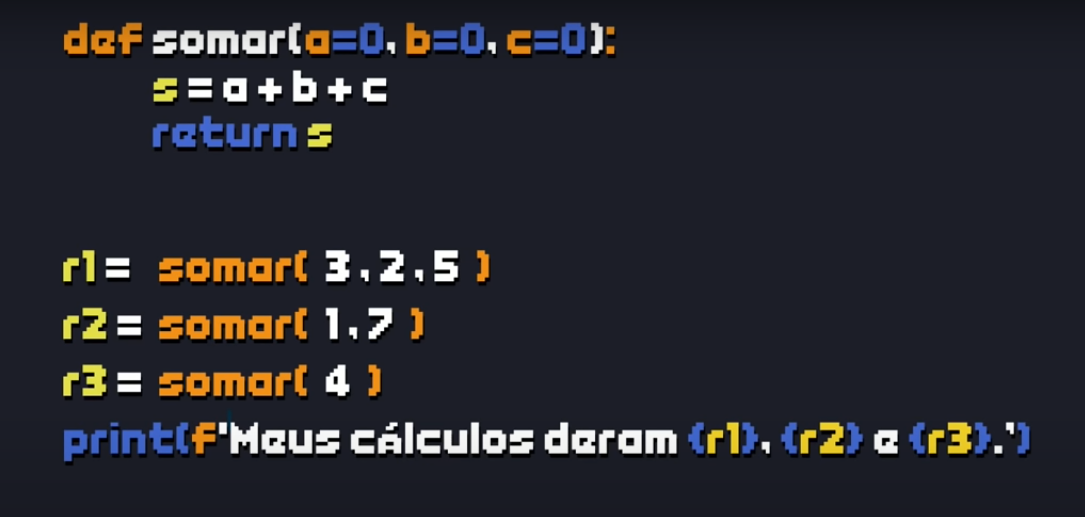 def somar(a=0, b=0, c=0):
s = a + b + c
return s
r1 = somar( 3 , 2 , 5 )
r2 = somar( 1 , 7 )
r3 = somar( 4 )
print(f'Meus cálculos deram {r1}, {r2} e {r3}.')